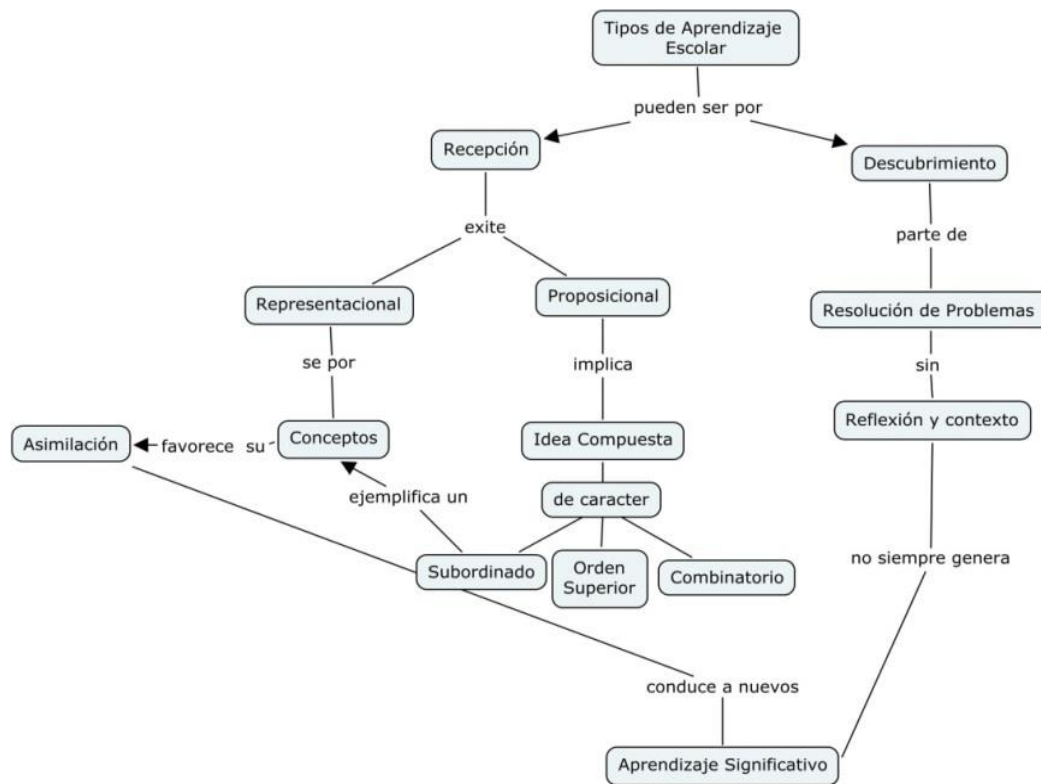 Tipos de Aprendizaje
Escolar
pueden ser por
Recepción
Descubrimiento
exite
parte de
Representacional
Proposicional
Resolución de Problemas
se por
implica
sin
Reflexión y contexto
Asimilación
favorece su
Conceptos
Idea Compuesta
ejemplifica un
de caracter
Subordinado
Orden
Superior
Combinatorio
no siempre genera
conduce a nuevos
Aprendizaje Significativo